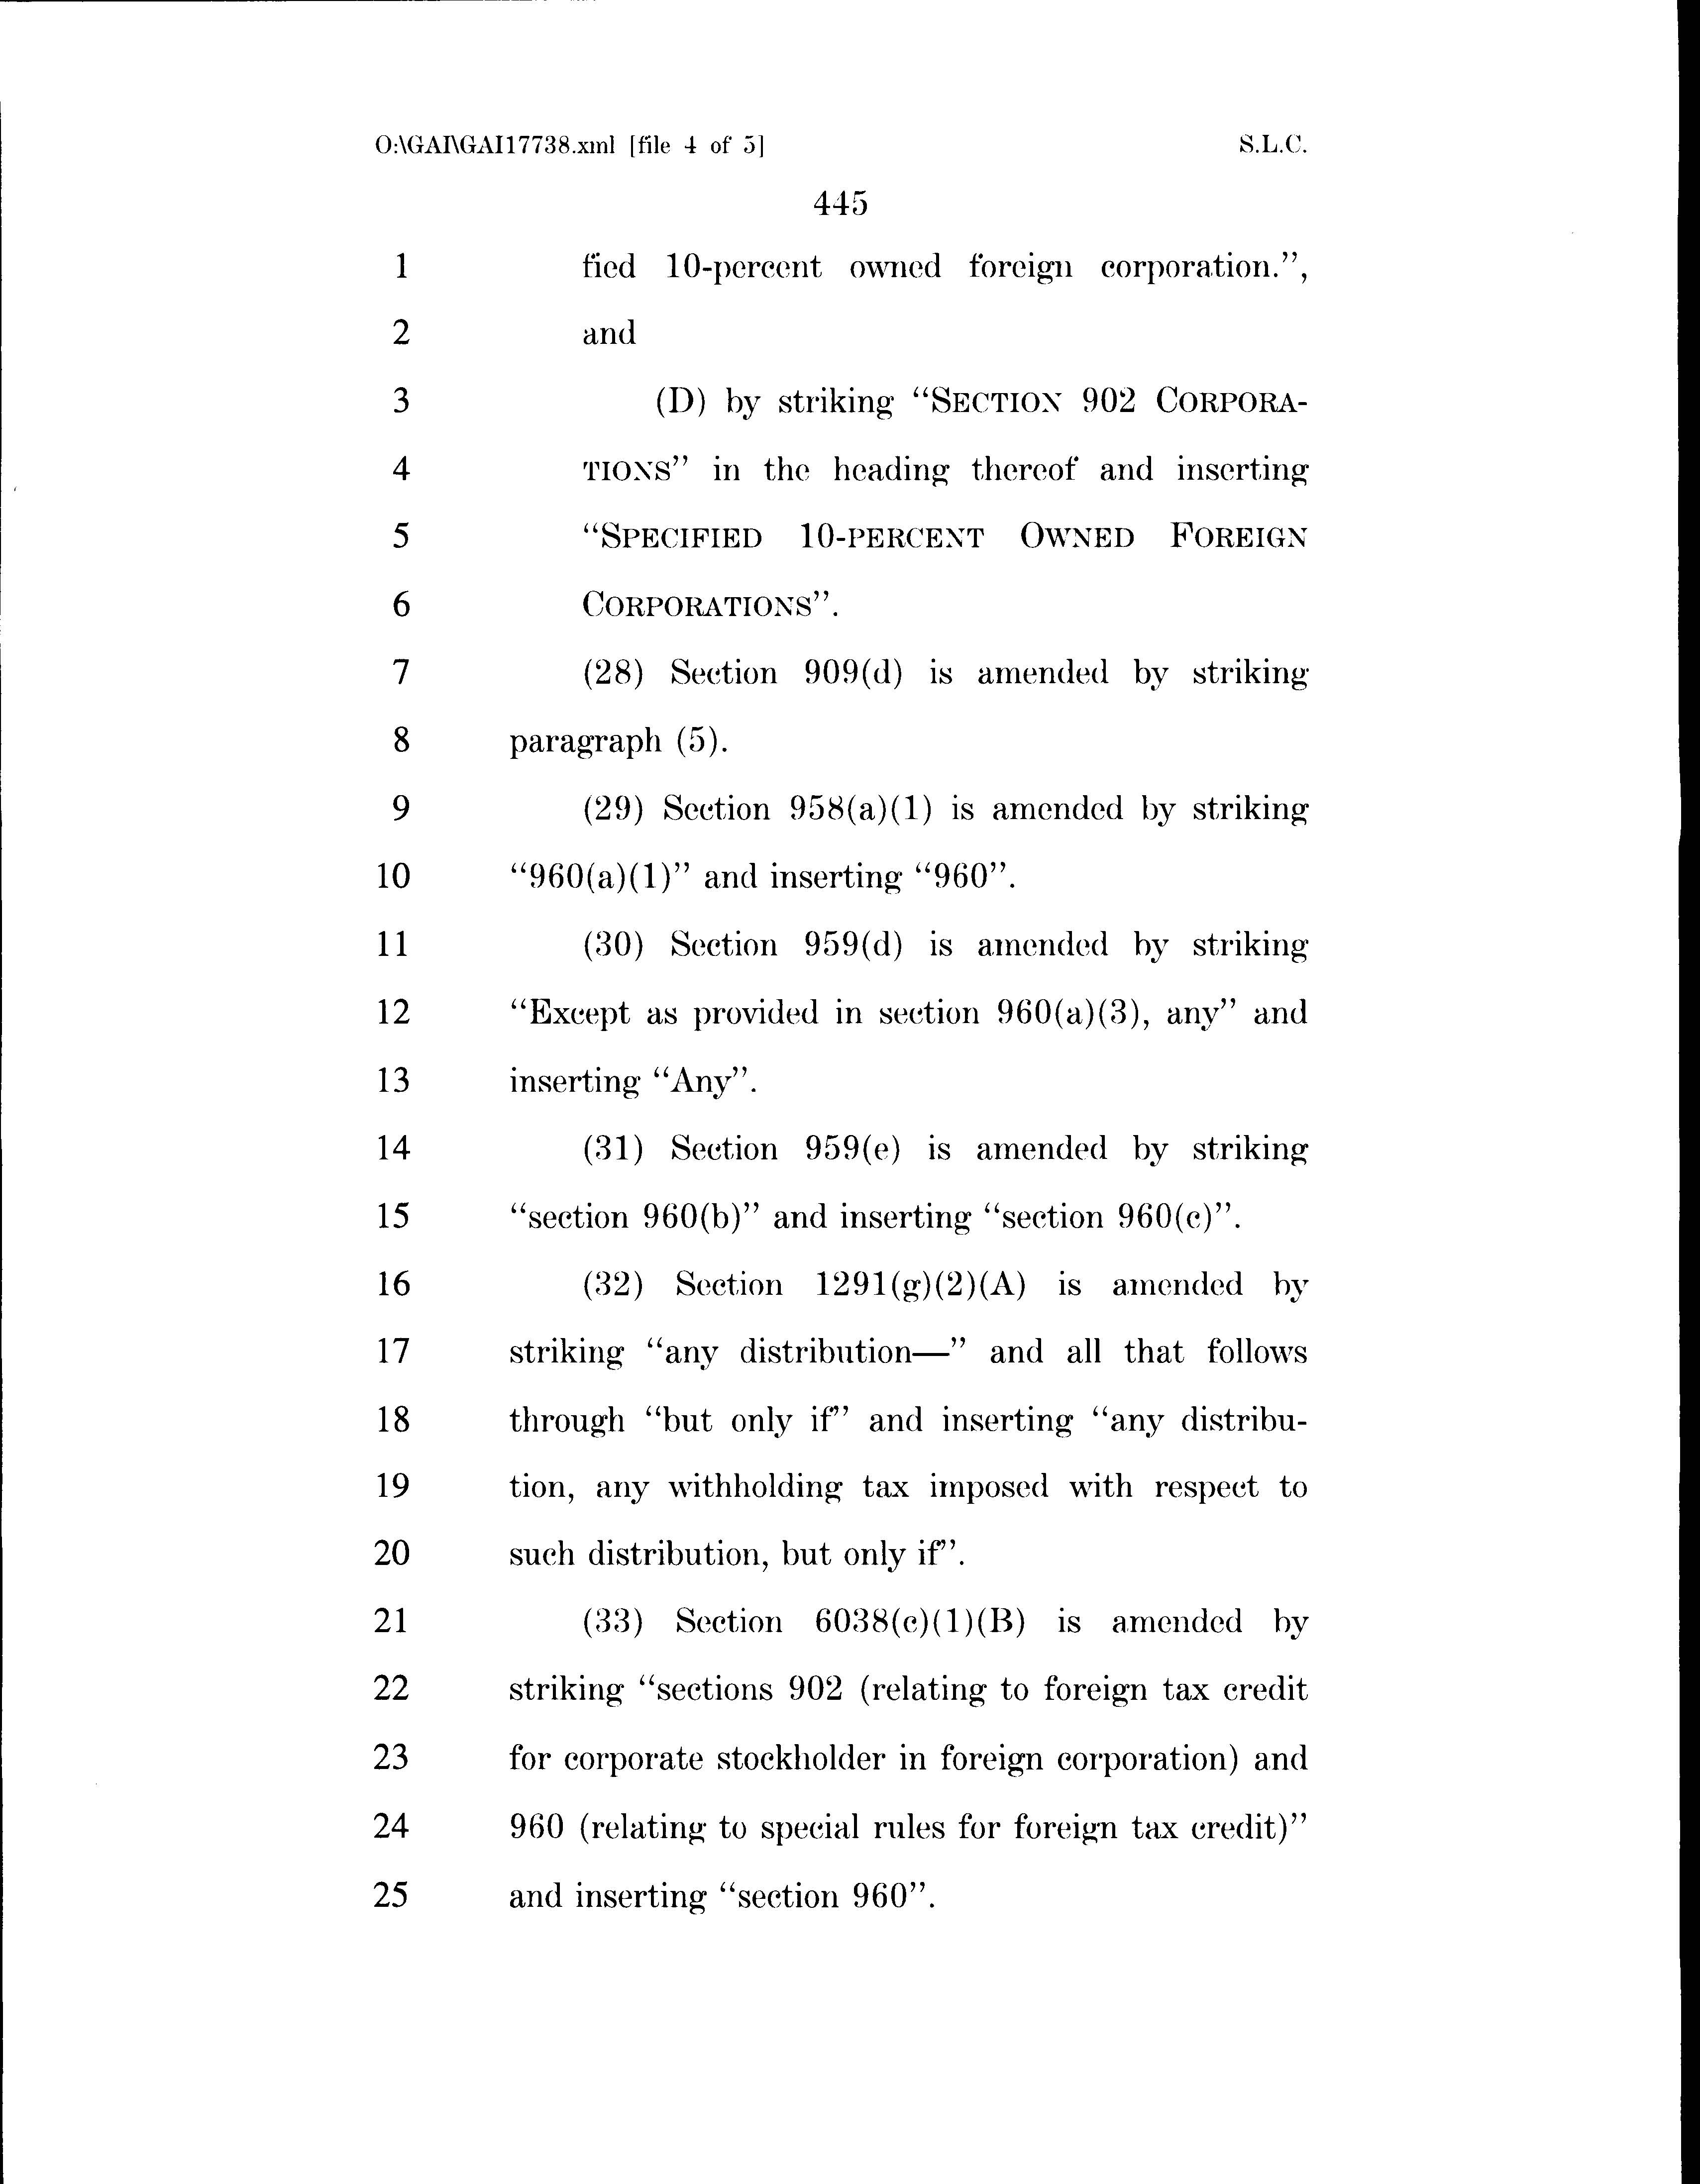 O:\GAI\GAI17738.xml [file 4 of 5] S.L.C.
445
1 fied 10-percent owned foreign corporation.”,
2 and
3 (D) by striking “SECTION 902 CORPORA-
4 TIONS” in the heading thereof and inserting
5 “SPECIFIED 10-PERCENT OWNED FOREIGN
6 CORPORATIONS”.
7 (28) Section 909(d) is amended by striking
8 paragraph (5).
9 (29) Section 958(a)(1) is amended by striking
10 “960(a)(1)” and inserting “960”.
11 (30) Section 959(d) is amended by striking
12 “Except as provided in section 960(a)(3), any” and
13 inserting “Any”.
14 (31) Section 959(e) is amended by striking
15 “section 960(b)” and inserting “section 960(c)”.
16 (32) Section 1291(g)(2)(A) is amended by
17 striking “any distribution—” and all that follows
18 through “but only if” and inserting “any distribu-
19 tion, any withholding tax imposed with respect to
20 such distribution, but only if”.
21 (33) Section 6038(c)(1)(B) is amended by
22 striking “sections 902 (relating to foreign tax credit
23 for corporate stockholder in foreign corporation) and
24 960 (relating to special rules for foreign tax credit)”
25 and inserting “section 960”.